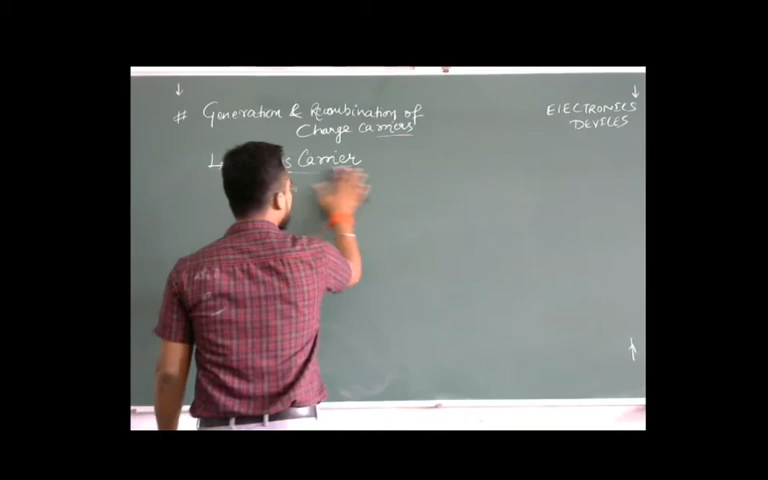 # Generation & Recombination of
Charge carriers
s Carrier
ELECTRONICS
DEVICES